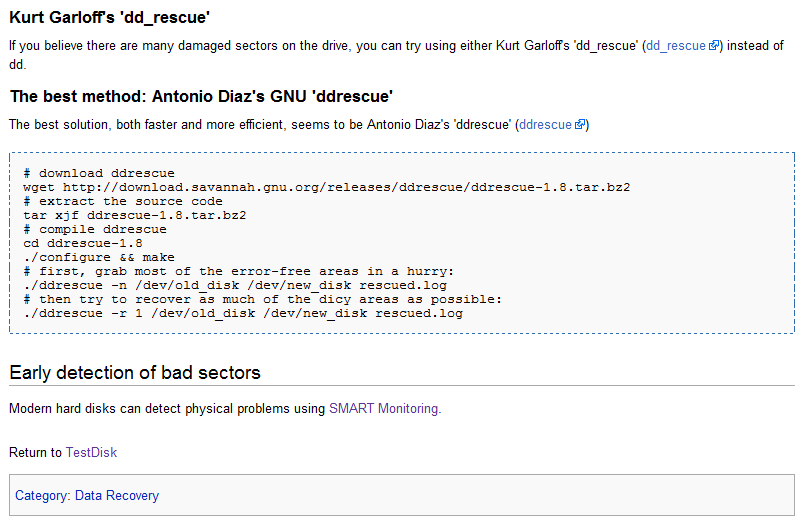 Kurt Garloff's 'dd_rescue'
If you believe there are many damaged sectors on the drive, you can try using either Kurt Garloff's 'dd_rescue' (dd_rescue) instead of
dd.
The best method: Antonio Diaz's GNU 'ddrescue'
The best solution, both faster and more efficient, seems to be Antonio Diaz's 'ddrescue' (ddrescue)
# download ddrescue
wget http://download.savannah.gnu.org/releases/ddrescue/ddrescue-1.8.tar.bz2
# extract the source code
tar xjf ddrescue-1.8.tar.bz2
# compile ddrescue
cd ddrescue-1.8
./configure && make
# first, grab most of the error-free areas in a hurry:
./ddrescue -n /dev/old_disk /dev/new_disk rescued.log
# then try to recover as much of the dicy areas as possible:
./ddrescue -r 1 /dev/old_disk /dev/new_disk rescued.log
Early detection of bad sectors
Modern hard disks can detect physical problems using SMART Monitoring.
Return to TestDisk
Category: Data Recovery